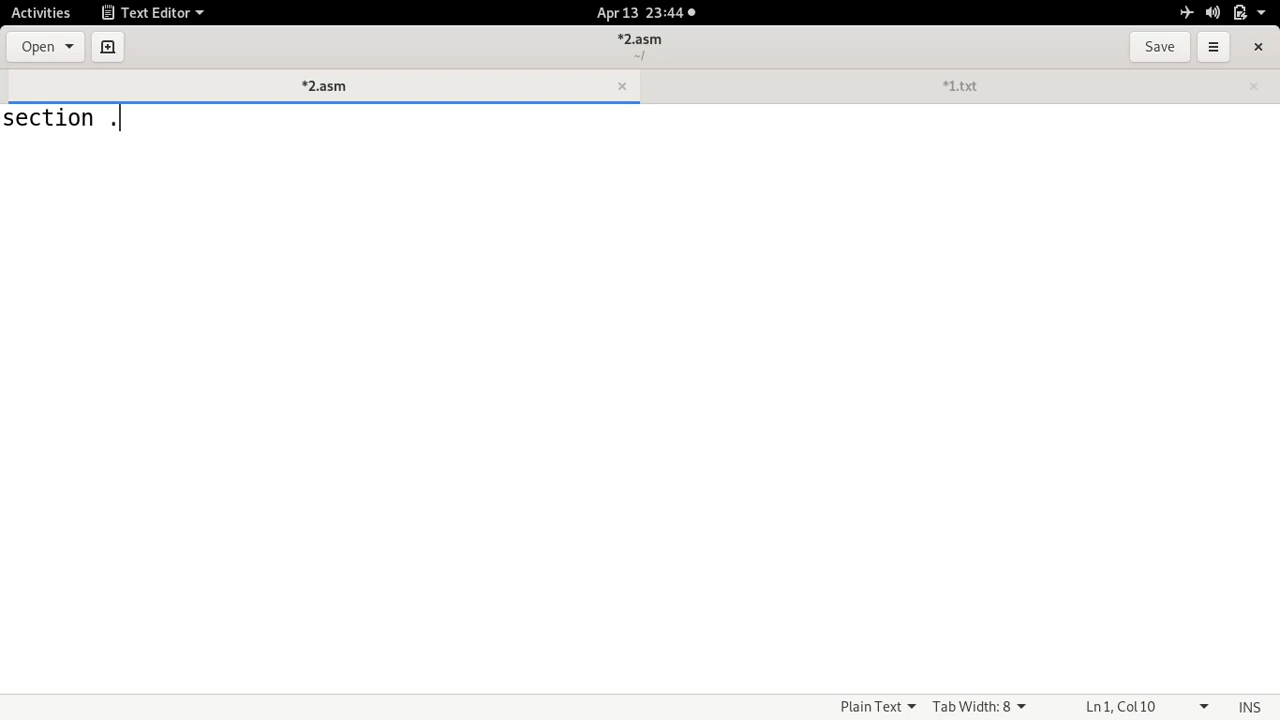 Activities Text Editor Apr 13 23:44
Open *2.asm Save
~/
*2.asm *1.txt
section .
Plain Text Tab Width: 8 Ln 1, Col 10 INS